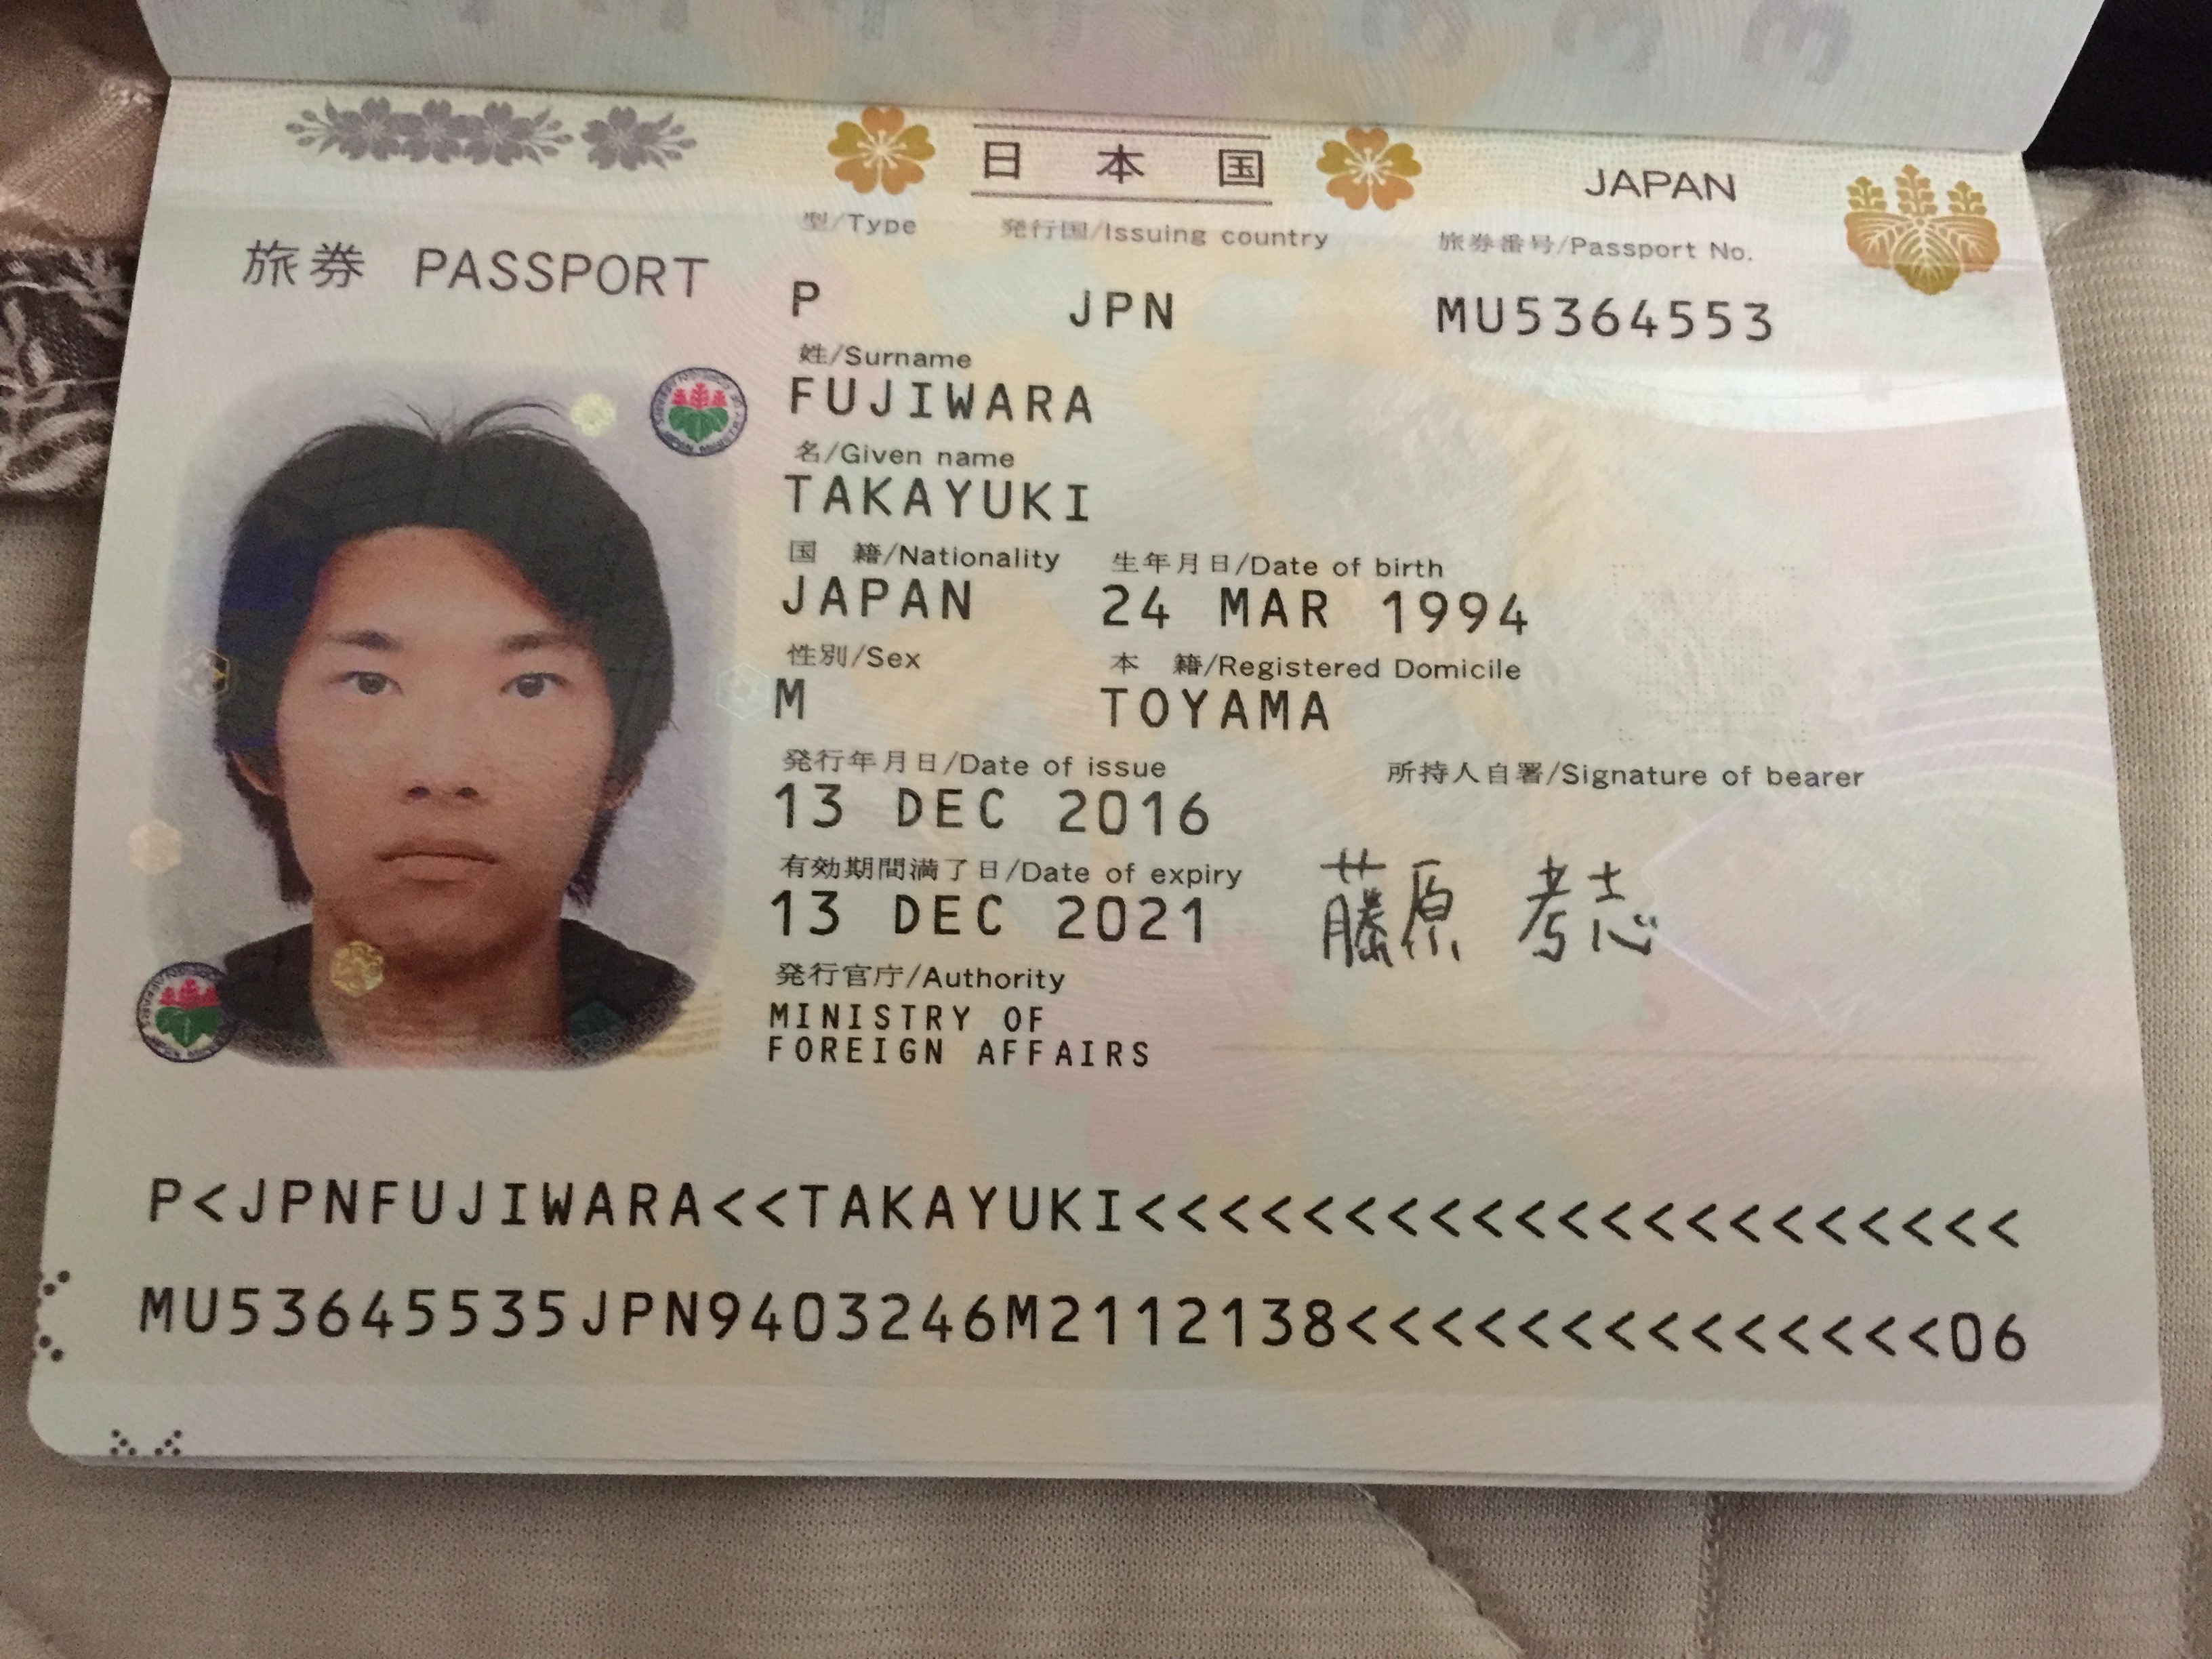 日本国 JAPAN
旅券 PASSPORT
型/Type 発行国/Issuing country 旅券番号/Passport No.
P JPN MU5364553
姓/Surname
FUJIWARA
名/Given name
TAKAYUKI
国 籍/Nationality 生年月日/Date of birth
JAPAN 24 MAR 1994
性別/Sex 本 籍/Registered Domicile
M TOYAMA
発行年月日/Date of issue 所持人自署/Signature of bearer
13 DEC 2016
有効期間満了日/Date of expiry
13 DEC 2021 藤原 考志
発行官庁/Authority
MINISTRY OF
FOREIGN AFFAIRS
P<JPNFUJIWARA<<TAKAYUKI<<<<<<<<<<<<<<<<<<<<<
MU53645535JPN9403246M2112138<<<<<<<<<<<<<<06